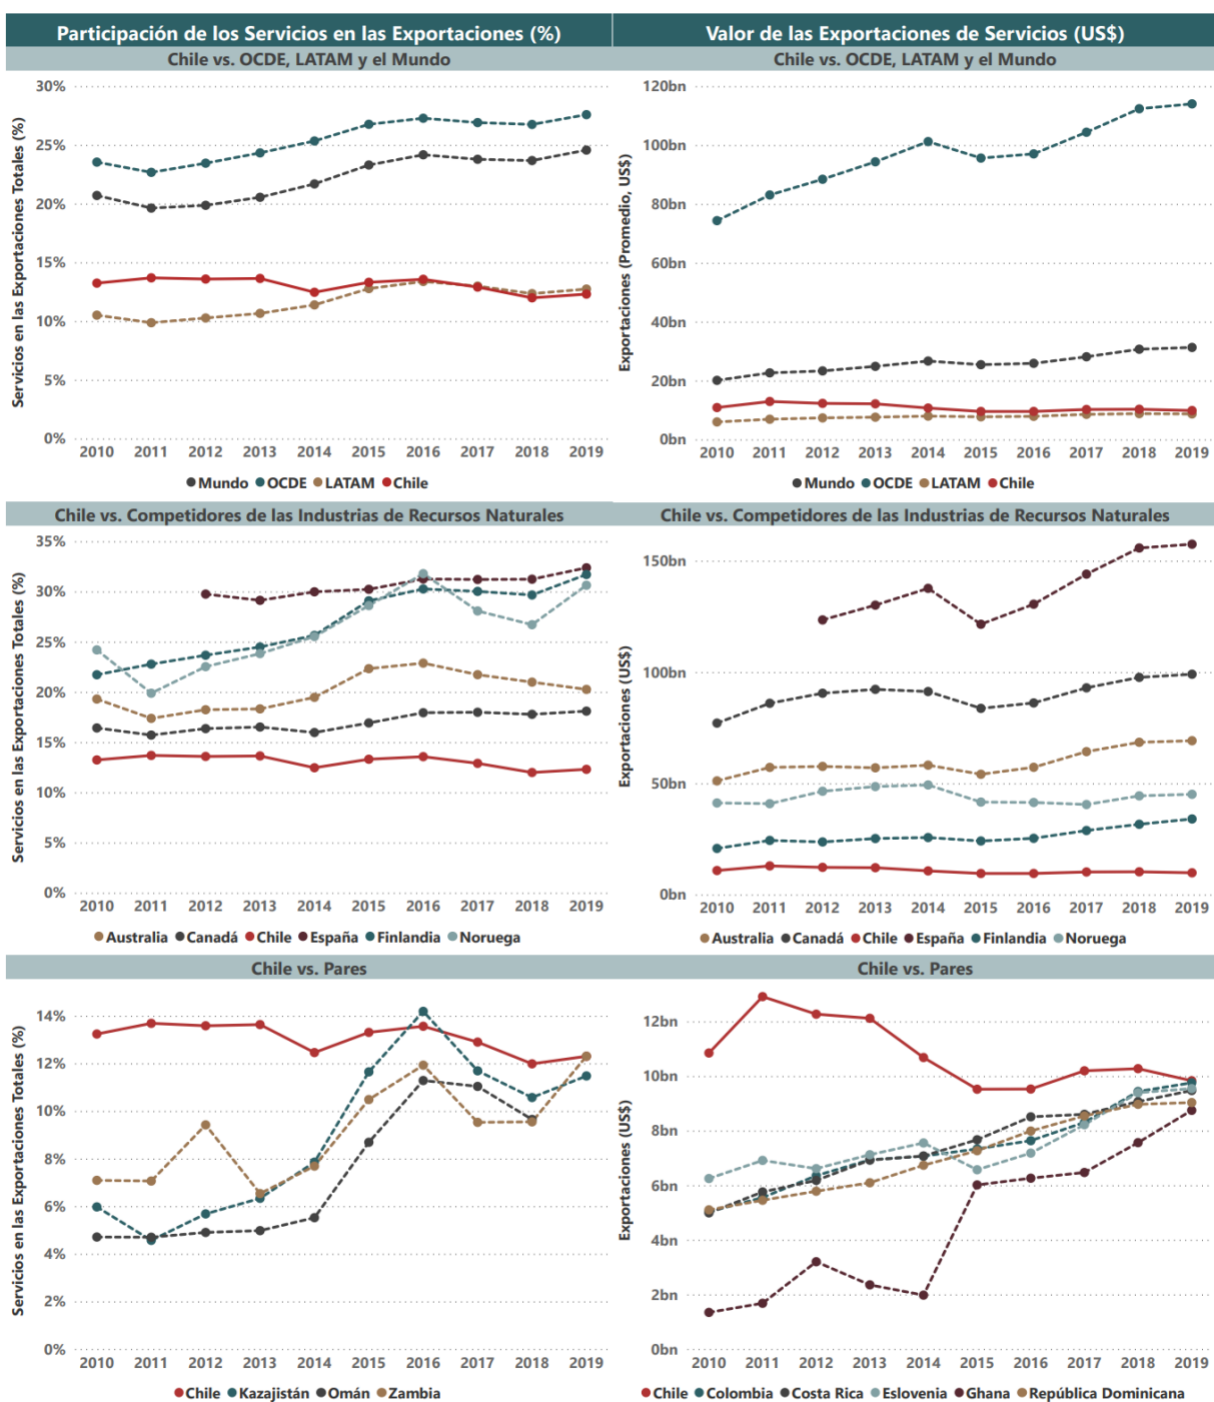 Participación de los Servicios en las Exportaciones (%)
Valor de las Exportaciones de Servicios (US$)
Chile vs. OCDE, LATAM y el Mundo
Chile vs. OCDE, LATAM y el Mundo
Servicios en las Exportaciones Totales (%)
30%
25%
20%
15%
10%
5%
0%
2010 2011 2012 2013 2014 2015 2016 2017 2018 2019
Mundo OCDE LATAM Chile
Exportaciones (Promedio, US$)
120bn
100bn
80bn
60bn
40bn
20bn
0bn
2010 2011 2012 2013 2014 2015 2016 2017 2018 2019
Mundo OCDE LATAM Chile
Chile vs. Competidores de las Industrias de Recursos Naturales
Chile vs. Competidores de las Industrias de Recursos Naturales
Servicios en las Exportaciones Totales (%)
35%
30%
25%
20%
15%
10%
5%
0%
2010 2011 2012 2013 2014 2015 2016 2017 2018 2019
Australia Canadá Chile España Finlandia Noruega
Exportaciones (US$)
150bn
100bn
50bn
0bn
2010 2011 2012 2013 2014 2015 2016 2017 2018 2019
Australia Canadá Chile España Finlandia Noruega
Chile vs. Pares
Chile vs. Pares
Servicios en las Exportaciones Totales (%)
14%
12%
10%
8%
6%
4%
2%
0%
2010 2011 2012 2013 2014 2015 2016 2017 2018 2019
Chile Kazajistán Omán Zambia
Exportaciones (US$)
12bn
10bn
8bn
6bn
4bn
2bn
0bn
2010 2011 2012 2013 2014 2015 2016 2017 2018 2019
Chile Colombia Costa Rica Eslovenia Ghana República Dominicana